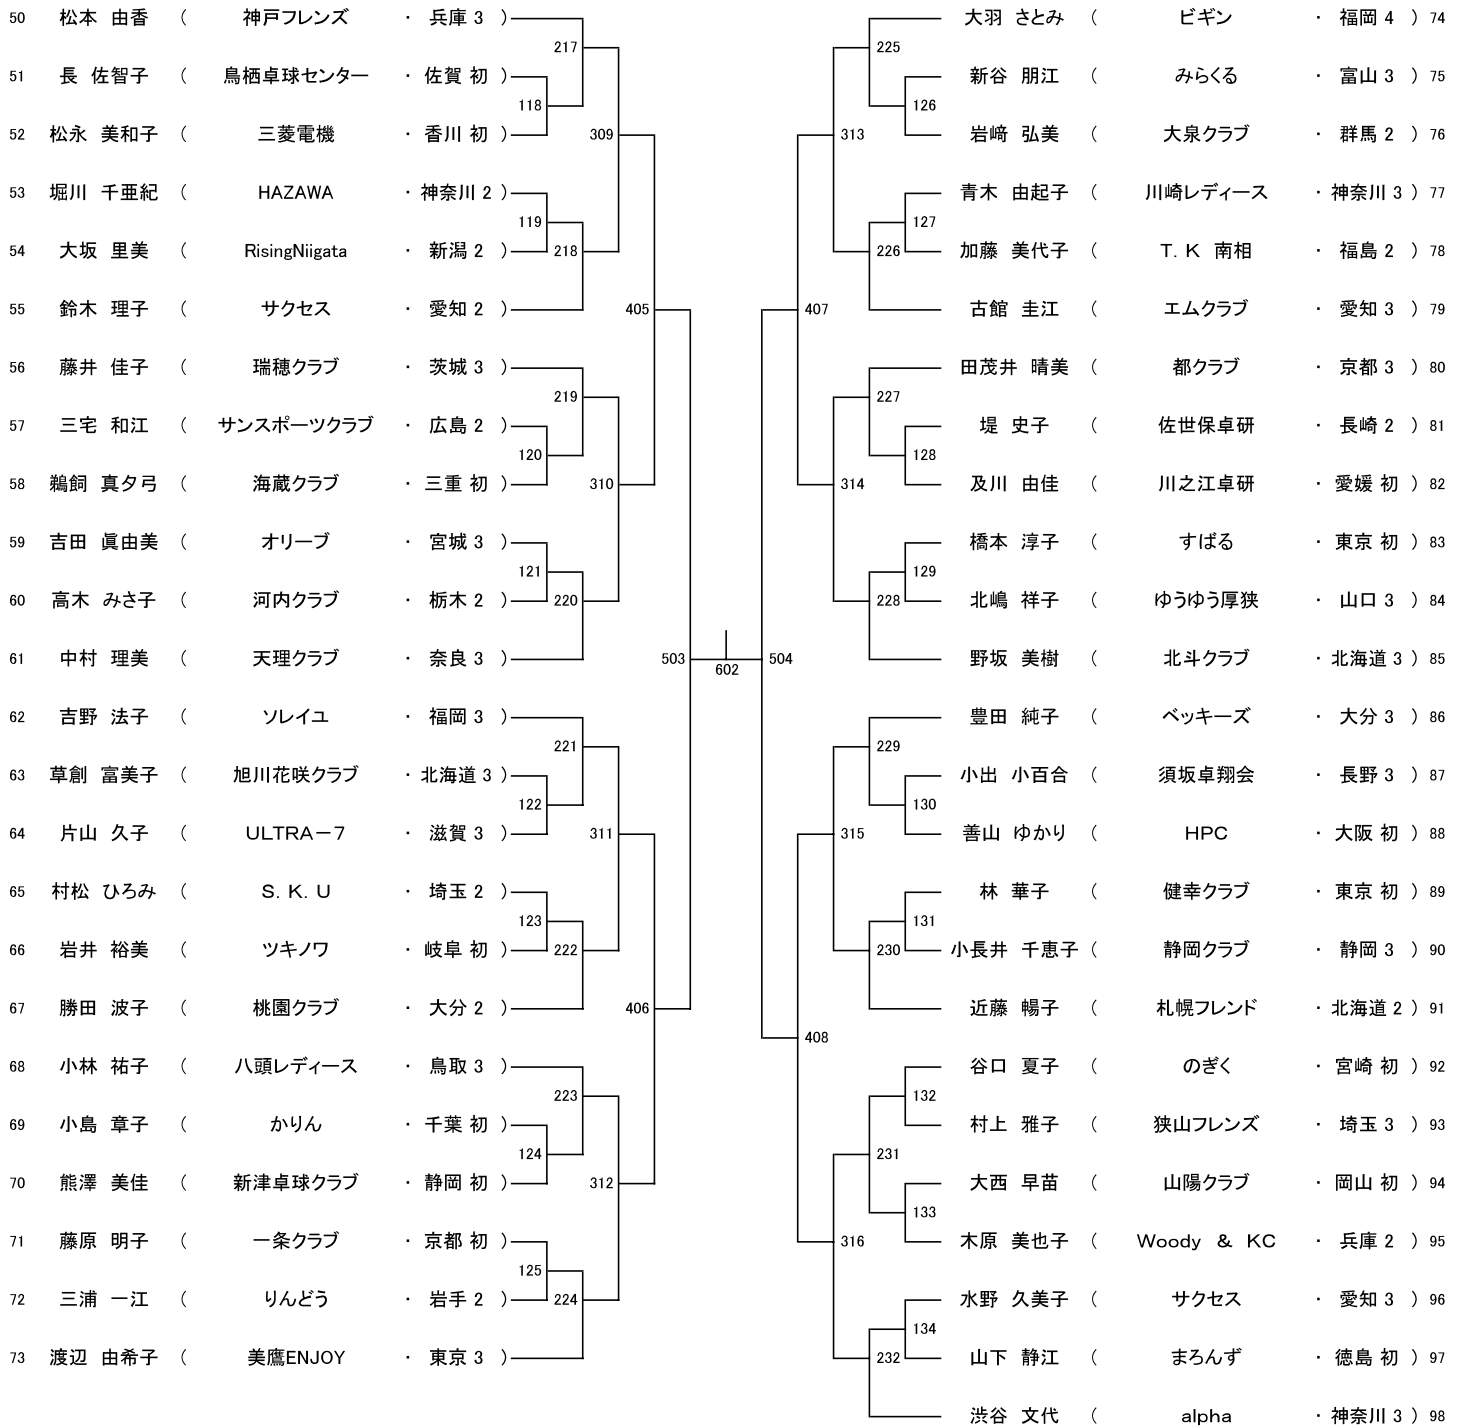 50 松本 由香 ( 神戸フレンズ ・ 兵庫 3 )
51 長 佐智子 ( 鳥栖卓球センター ・ 佐賀 初 )
52 松永 美和子 ( 三菱電機 ・ 香川 初 )
53 堀川 千亜紀 ( HAZAWA ・ 神奈川 2 )
54 大坂 里美 ( RisingNiigata ・ 新潟 2 )
55 鈴木 理子 ( サクセス ・ 愛知 2 )
56 藤井 佳子 ( 瑞穂クラブ ・ 茨城 3 )
57 三宅 和江 ( サンスポーツクラブ ・ 広島 2 )
58 鵜飼 真夕弓 ( 海蔵クラブ ・ 三重 初 )
59 吉田 眞由美 ( オリーブ ・ 宮城 3 )
60 高木 みさ子 ( 河内クラブ ・ 栃木 2 )
61 中村 理美 ( 天理クラブ ・ 奈良 3 )
62 吉野 法子 ( ソレイユ ・ 福岡 3 )
63 草創 富美子 ( 旭川花咲クラブ ・ 北海道 3 )
64 片山 久子 ( ULTRA-7 ・ 滋賀 3 )
65 村松 ひろみ ( S.K.U ・ 埼玉 2 )
66 岩井 裕美 ( ツキノワ ・ 岐阜 初 )
67 勝田 波子 ( 桃園クラブ ・ 大分 2 )
68 小林 祐子 ( 八頭レディース ・ 鳥取 3 )
69 小島 章子 ( かりん ・ 千葉 初 )
70 熊澤 美佳 ( 新津卓球クラブ ・ 静岡 初 )
71 藤原 明子 ( 一条クラブ ・ 京都 初 )
72 三浦 一江 ( りんどう ・ 岩手 2 )
73 渡辺 由希子 ( 美鷹ENJOY ・ 東京 3 )
217
118
309
119
218
405
219
120
310
121
220
503
221
122
311
123
222
406
223
124
312
125
224
602
504
225
126
313
127
226
407
227
128
314
129
228
229
130
315
131
230
408
132
231
133
316
134
232
大羽 さとみ ( ビギン ・ 福岡 4 ) 74
新谷 朋江 ( みらくる ・ 富山 3 ) 75
岩﨑 弘美 ( 大泉クラブ ・ 群馬 2 ) 76
青木 由起子 ( 川崎レディース ・ 神奈川 3 ) 77
加藤 美代子 ( T.K 南相 ・ 福島 2 ) 78
古館 圭江 ( エムクラブ ・ 愛知 3 ) 79
田茂井 晴美 ( 都クラブ ・ 京都 3 ) 80
堤 史子 ( 佐世保卓研 ・ 長崎 2 ) 81
及川 由佳 ( 川之江卓研 ・ 愛媛 初 ) 82
橋本 淳子 ( すばる ・ 東京 初 ) 83
北嶋 祥子 ( ゆうゆう厚狭 ・ 山口 3 ) 84
野坂 美樹 ( 北斗クラブ ・ 北海道 3 ) 85
豊田 純子 ( ベッキーズ ・ 大分 3 ) 86
小出 小百合 ( 須坂卓翔会 ・ 長野 3 ) 87
善山 ゆかり ( HPC ・ 大阪 初 ) 88
林 華子 ( 健幸クラブ ・ 東京 初 ) 89
小長井 千恵子 ( 静岡クラブ ・ 静岡 3 ) 90
近藤 暢子 ( 札幌フレンド ・ 北海道 2 ) 91
谷口 夏子 ( のぎく ・ 宮崎 初 ) 92
村上 雅子 ( 狭山フレンズ ・ 埼玉 3 ) 93
大西 早苗 ( 山陽クラブ ・ 岡山 初 ) 94
木原 美也子 ( Woody & KC ・ 兵庫 2 ) 95
水野 久美子 ( サクセス ・ 愛知 3 ) 96
山下 静江 ( まろんず ・ 徳島 初 ) 97
渋谷 文代 ( alpha ・ 神奈川 3 ) 98